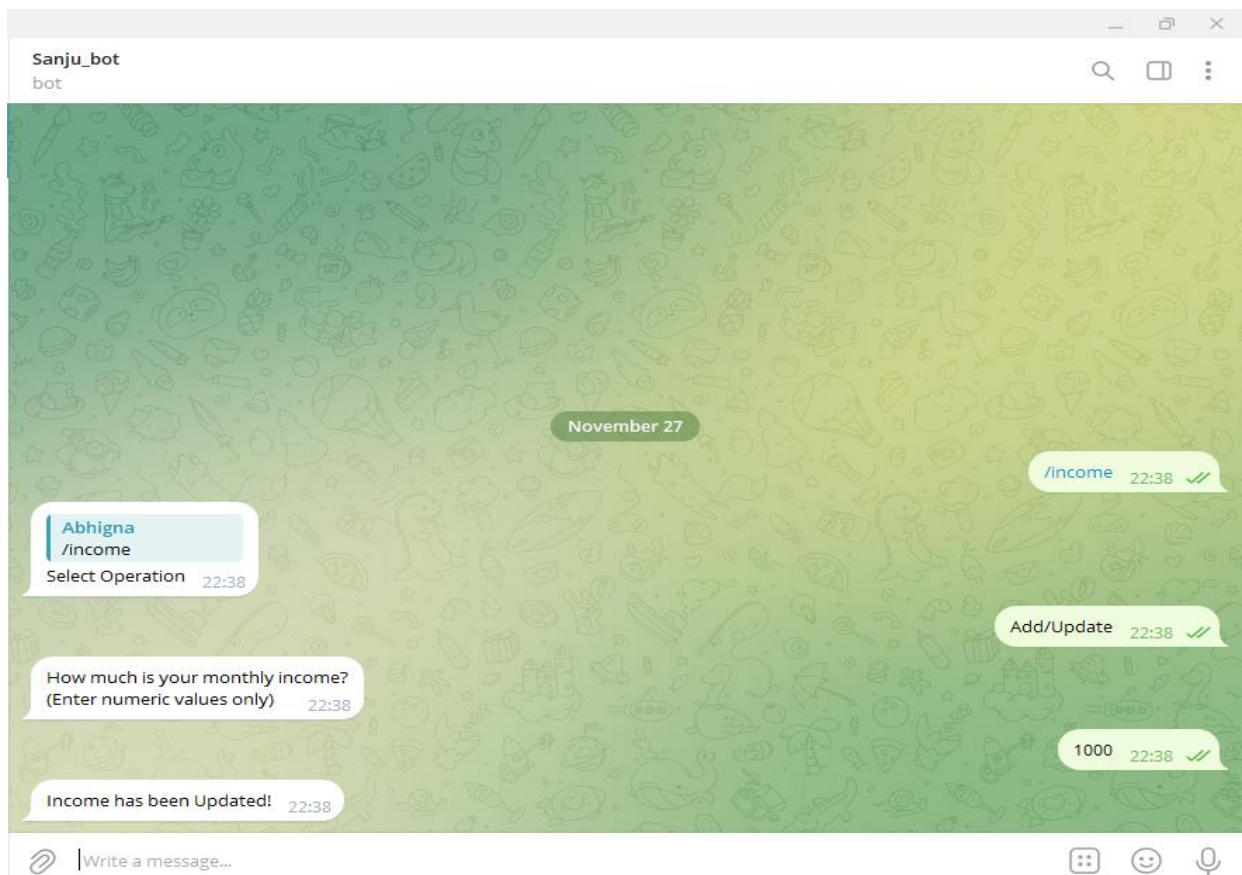 Sanju_bot
bot
November 27
/income 22:38
Abhigna
/income
Select Operation 22:38
Add/Update 22:38
How much is your monthly income?
(Enter numeric values only) 22:38
1000 22:38
Income has been Updated! 22:38
Write a message...